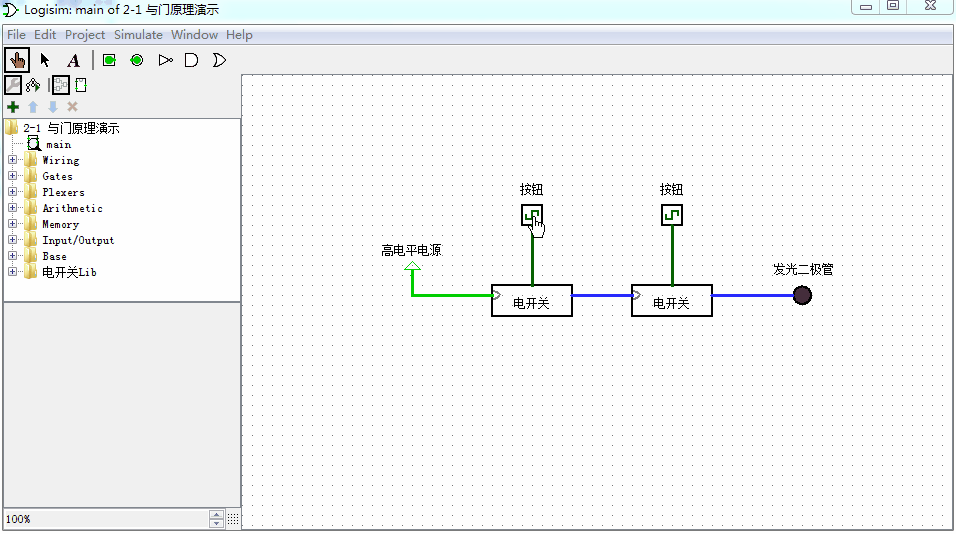 Logisim: main of 2-1 与门原理演示
File Edit Project Simulate Window Help
A
2-1 与门原理演示
main
Wiring
Gates
Plexers
Arithmetic
Memory
Input/Output
Base
电开关Lib
100%
按钮 按钮
高电平电源
发光二极管
电开关 电开关